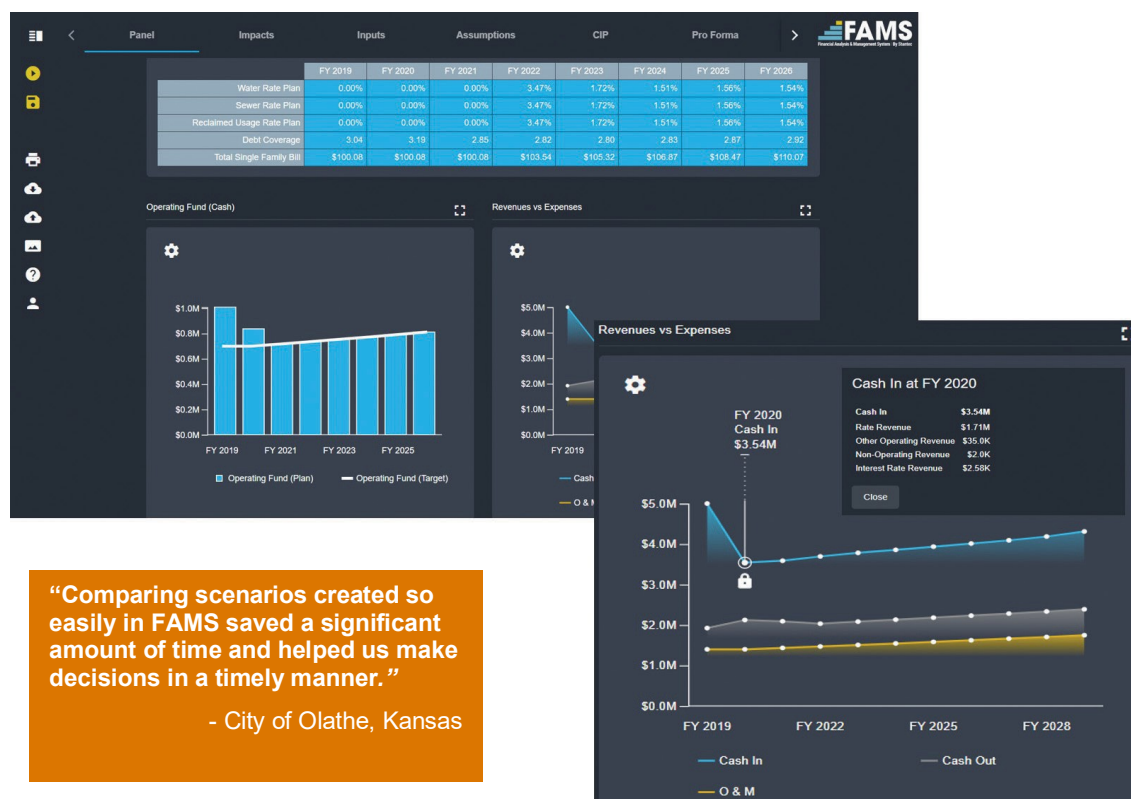 Panel Impacts Inputs Assumptions CIP Pro Forma
FAMS
Financial Analysis & Management System - By Stantec
FY 2019 FY 2020 FY 2021 FY 2022 FY 2023 FY 2024 FY 2025 FY 2026
Water Rate Plan 0.00% 0.00% 0.00% 3.47% 1.72% 1.51% 1.56% 1.54%
Sewer Rate Plan 0.00% 0.00% 0.00% 3.47% 1.72% 1.51% 1.56% 1.54%
Reclaimed Usage Rate Plan 0.00% 0.00% 0.00% 3.47% 1.72% 1.51% 1.56% 1.54%
Debt Coverage 3.04 3.19 2.85 2.82 2.80 2.83 2.87 2.92
Total Single Family Bill $100.08 $100.08 $100.08 $103.54 $105.32 $106.87 $108.47 $110.07
Operating Fund (Cash)
$1.0M
$0.8M
$0.6M
$0.4M
$0.2M
$0.0M
FY 2019 FY 2021 FY 2023 FY 2025
Operating Fund (Plan) Operating Fund (Target)
Revenues vs Expenses
$5.0M
$4.0M
$3.0M
$2.0M
$1.0M
$0.0M
FY 2019
Cash
O &
Revenues vs Expenses
FY 2020
Cash In
$3.54M
Cash In at FY 2020
Cash In $3.54M
Rate Revenue $1.71M
Other Operating Revenue $35.0K
Non-Operating Revenue $2.0K
Interest Rate Revenue $2.58K
Close
$5.0M
$4.0M
$3.0M
$2.0M
$1.0M
$0.0M
FY 2019 FY 2022 FY 2025 FY 2028
Cash In Cash Out
O & M
“Comparing scenarios created so
easily in FAMS saved a significant
amount of time and helped us make
decisions in a timely manner.”
- City of Olathe, Kansas